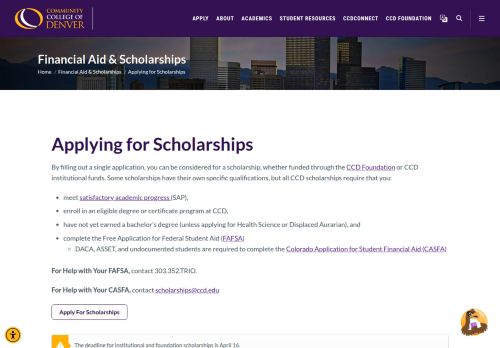 COMMUNITY
COLLEGE OF
DENVER
APPLY ABOUT ACADEMICS STUDENT RESOURCES CCDCONNECT CCD FOUNDATION
Financial Aid & Scholarships
Home / Financial Aid & Scholarships / Applying for Scholarships
Applying for Scholarships
By filling out a single application, you can be considered for a scholarship, whether funded through the CCD Foundation or CCD
institutional funds. Some scholarships have their own specific qualifications, but all CCD scholarships require that you:
meet satisfactory academic progress (SAP),
enroll in an eligible degree or certificate program at CCD,
have not yet earned a bachelor's degree (unless applying for Health Science or Displaced Aurarian), and
complete the Free Application for Federal Student Aid (FAFSA)
DACA, ASSET, and undocumented students are required to complete the Colorado Application for Student Financial Aid (CASFA)
For Help with Your FAFSA, contact 303.352.TRIO.
For Help with Your CASFA, contact scholarships@ccd.edu
Apply For Scholarships
The deadline for institutional and foundation scholarships is April 16.